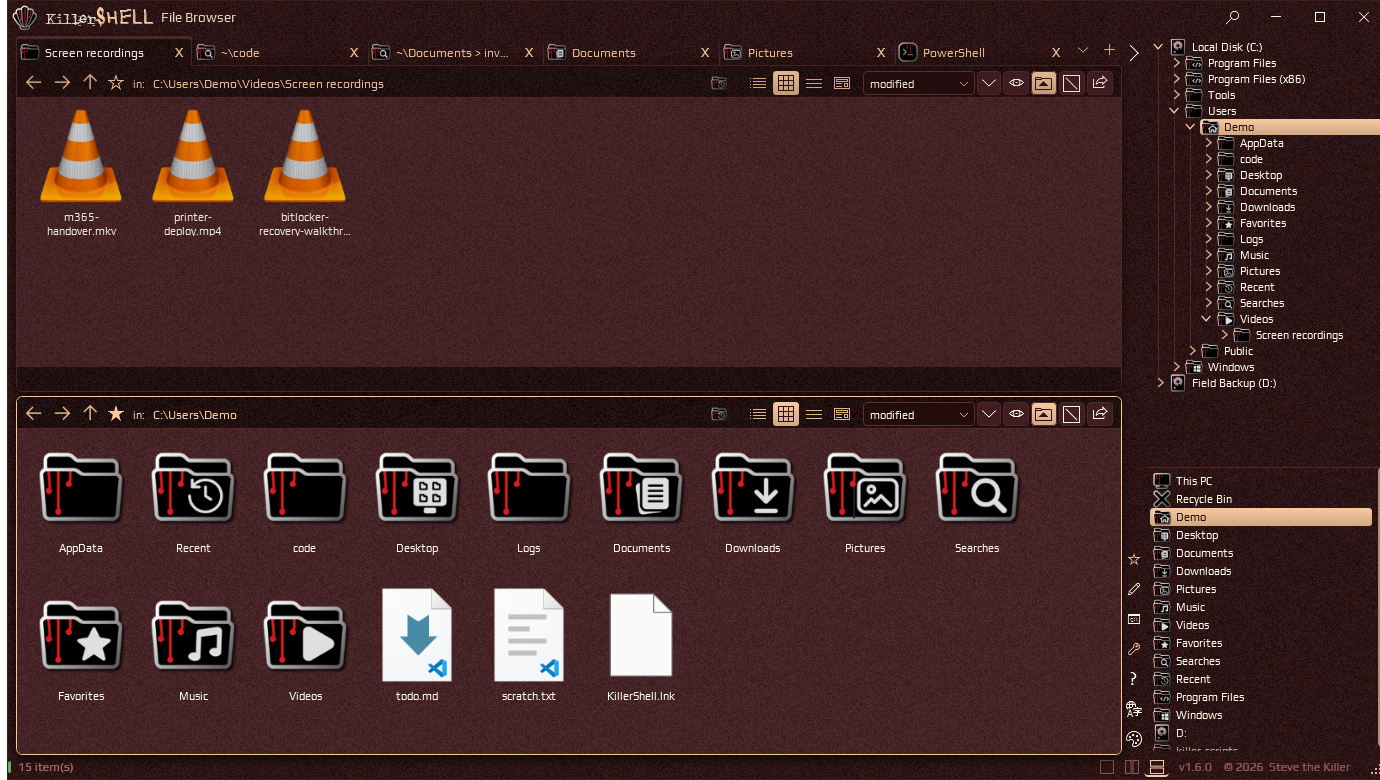 KillerSHELL File Browser
Screen recordings X
~\code X
~\Documents > inv... X
Documents X
Pictures X
PowerShell X
in: C:\Users\Demo\Videos\Screen recordings
modified
m365-
handover.mkv
printer-
deploy.mp4
bitlocker-
recovery-walkthr...
in: C:\Users\Demo
modified
AppData
Recent
code
Desktop
Logs
Documents
Downloads
Pictures
Searches
Favorites
Music
Videos
todo.md
scratch.txt
KillerShell.lnk
Local Disk (C:)
Program Files
Program Files (x86)
Tools
Users
Demo
AppData
code
Desktop
Documents
Downloads
Favorites
Logs
Music
Pictures
Recent
Searches
Videos
Screen recordings
Public
Windows
Field Backup (D:)
This PC
Recycle Bin
Demo
Desktop
Documents
Downloads
Pictures
Music
Videos
Favorites
Searches
Recent
Program Files
Windows
D:
killer-scripts
15 item(s)
v1.6.0 © 2026 Steve the Killer